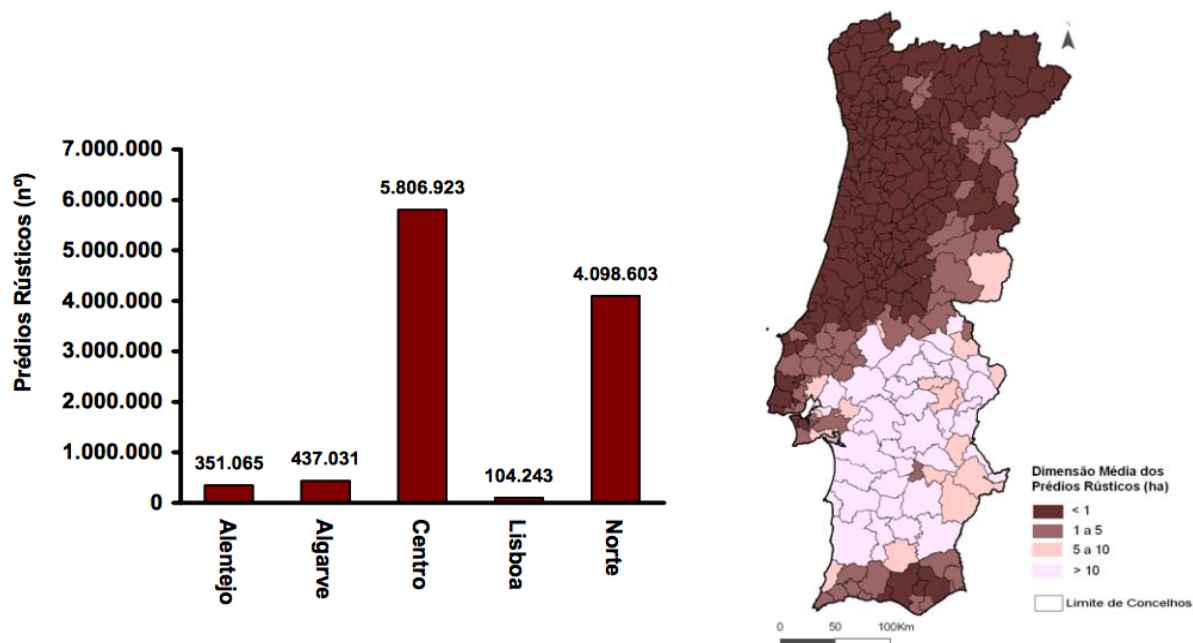 Prédios Rústicos (nº)
7.000.000
6.000.000
5.000.000
4.000.000
3.000.000
2.000.000
1.000.000
0
351.065
437.031
5.806.923
104.243
4.098.603
Alentejo
Algarve
Centro
Lisboa
Norte
N
Dimensão Média dos
Prédios Rústicos (ha)
< 1
1 a 5
5 a 10
> 10
Limite de Concelhos
0 50 100Km